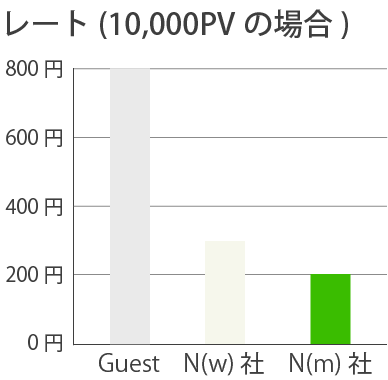 レート (10,000PV の場合 )
800 円
600 円
400 円
200 円
0 円
Guest N(w) 社 N(m) 社